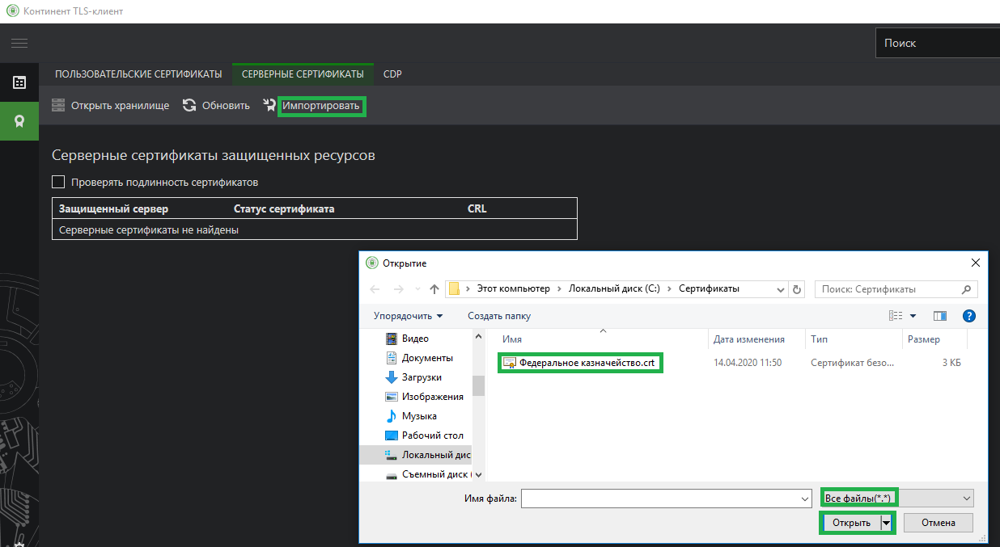 Континент TLS-клиент
Поиск
ПОЛЬЗОВАТЕЛЬСКИЕ СЕРТИФИКАТЫ СЕРВЕРНЫЕ СЕРТИФИКАТЫ CDP
Открыть хранилище Обновить Импортировать
Серверные сертификаты защищенных ресурсов
Проверять подлинность сертификатов
Защищенный сервер Статус сертификата CRL
Серверные сертификаты не найдены
Открытие
Этот компьютер › Локальный диск (C:) › Сертификаты
Поиск: Сертификаты
Упорядочить Создать папку
Имя Дата изменения Тип Размер
Видео
Документы
Загрузки
Изображения
Музыка
Рабочий стол
Локальный дис
Съемный диск (
Федеральное казначейство.crt 14.04.2020 11:50 Сертификат безо... 3 КБ
Имя файла: Все файлы(*.*)
Открыть Отмена